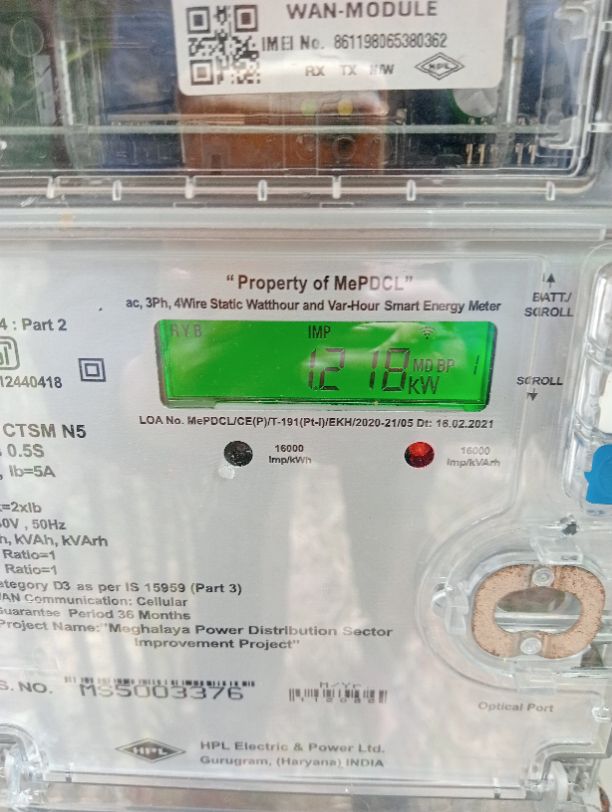 WAN-MODULE
IMEI No. 861198065380362
RX TX N/W
HPL
"Property of MePDCL"
ac, 3Ph, 4Wire Static Watthour and Var-Hour Smart Energy Meter
BATT./
SCROLL
4 : Part 2
RYB IMP
1.218 MD BP
kW
12440418
SCROLL
LOA No. MePDCL/CE(P)/T-191(Pt-I)/EKH/2020-21/05 Dt: 16.02.2021
CTSM N5
0.5S
, Ib=5A
16000
Imp/kWh
16000
Imp/kVArh
=2xIb
0V , 50Hz
h, kVAh, kVArh
Ratio=1
Ratio=1
ategory D3 as per IS 15959 (Part 3)
AN Communication: Cellular
Guarantee Period 36 Months
Project Name:"Meghalaya Power Distribution Sector
Improvement Project"
S. NO. MS5003376
M/Yr
Optical Port
HPL
HPL Electric & Power Ltd.
Gurugram, (Haryana) INDIA